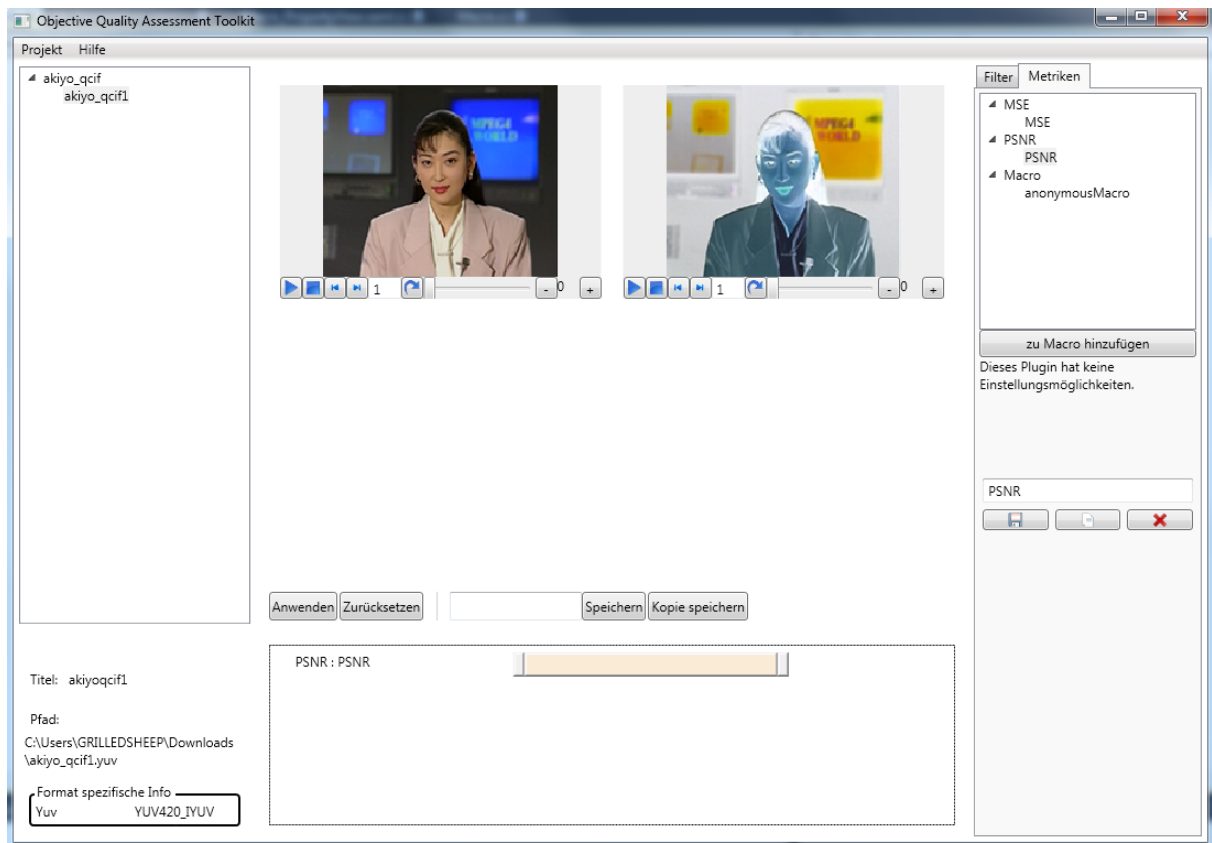 Objective Quality Assessment Toolkit
Projekt Hilfe
akiyo_qcif
akiyo_qcif1
MPEG4
WORLD
MPEG4
WORLD
1
- 0 +
1
- 0 +
Filter Metriken
MSE
MSE
PSNR
PSNR
Macro
anonymousMacro
zu Macro hinzufügen
Dieses Plugin hat keine
Einstellungsmöglichkeiten.
PSNR
Anwenden Zurücksetzen Speichern Kopie speichern
PSNR : PSNR
Titel: akiyoqcif1
Pfad:
C:\Users\GRILLEDSHEEP\Downloads
\akiyo_qcif1.yuv
Format spezifische Info
Yuv YUV420_IYUV